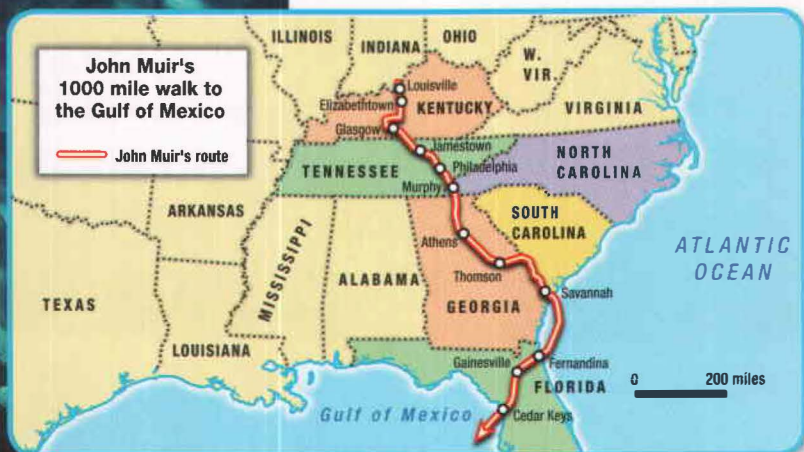 John Muir's
1000 mile walk to
the Gulf of Mexico
John Muir's route
ILLINOIS
INDIANA
OHIO
W.
VIR.
Louisville
Elizabethtown
KENTUCKY
VIRGINIA
Glasgow
Jamestown
Philadelphia
TENNESSEE
NORTH
CAROLINA
Murphy
ARKANSAS
SOUTH
CAROLINA
MISSISSIPPI
Athens
ATLANTIC
OCEAN
ALABAMA
Thomson
TEXAS
GEORGIA
Savannah
LOUISIANA
Gainesville
Fernandina
FLORIDA
0 200 miles
Gulf of Mexico
Cedar Keys